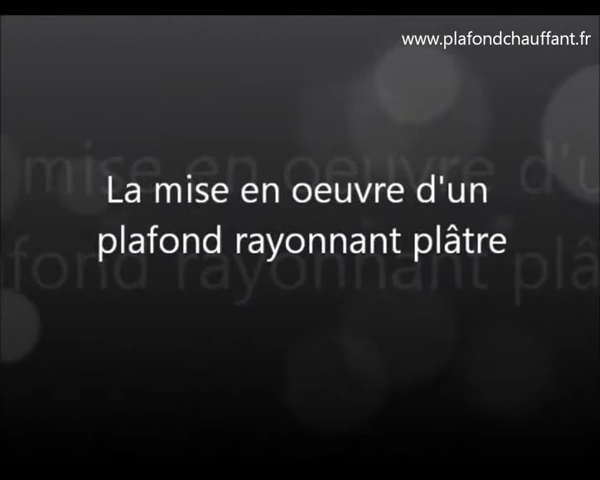 www.plafondchauffant.fr
La mise en oeuvre d'un
plafond rayonnant plâtre